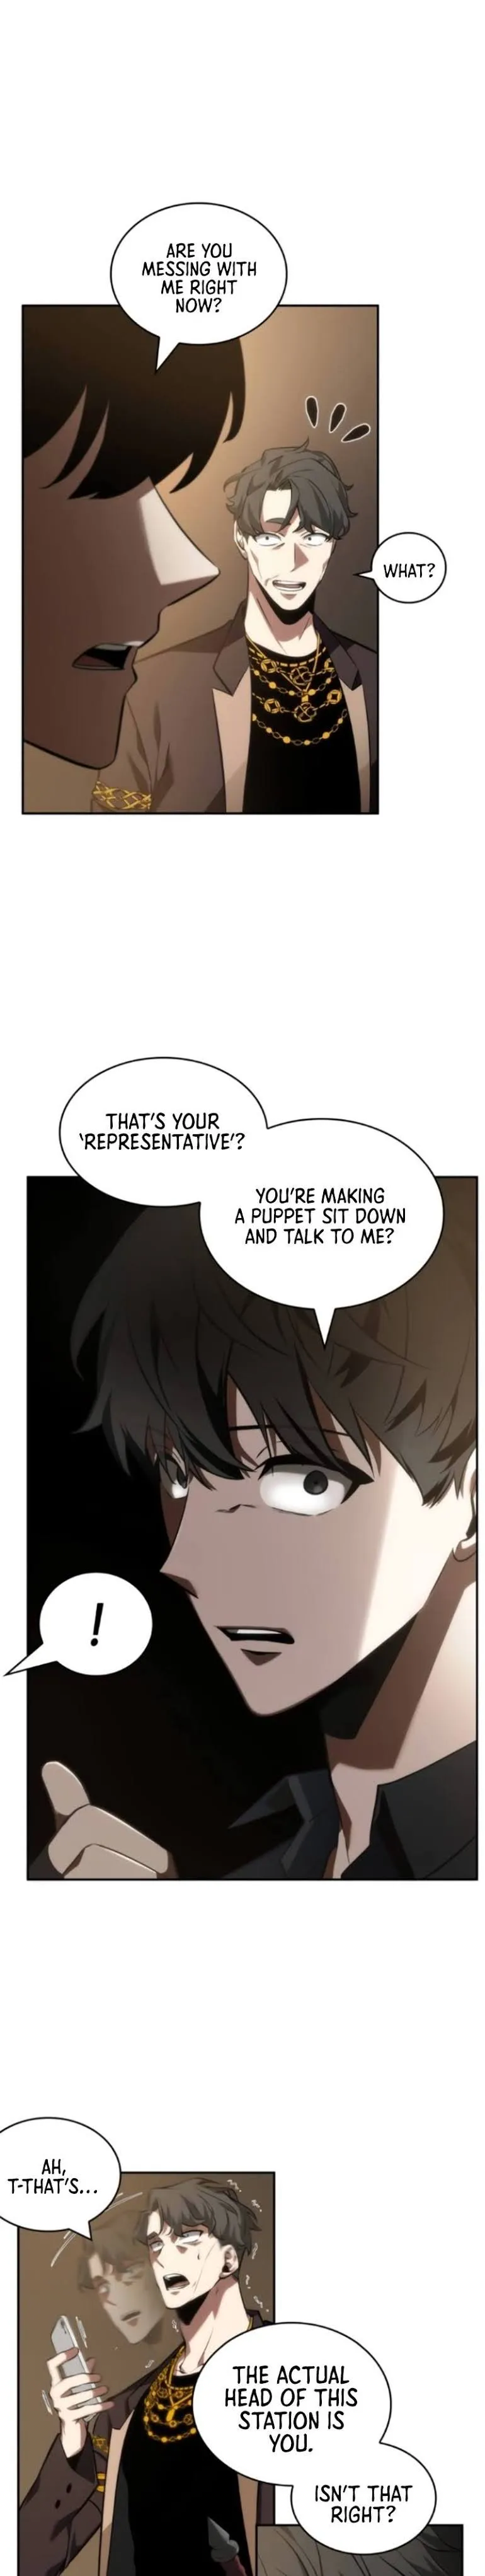 ARE YOU
MESSING WITH
ME RIGHT
NOW?
WHAT?
THAT'S YOUR
'REPRESENTATIVE'?
YOU'RE MAKING
A PUPPET SIT DOWN
AND TALK TO ME?
!
AH,
T-THAT'S...
THE ACTUAL
HEAD OF THIS
STATION IS
YOU.
ISN'T THAT
RIGHT?